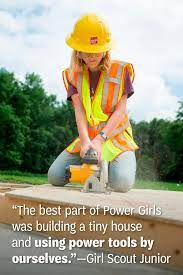 “The best part of Power Girls
was building a tiny house
and using power tools by
ourselves.”—Girl Scout Junior